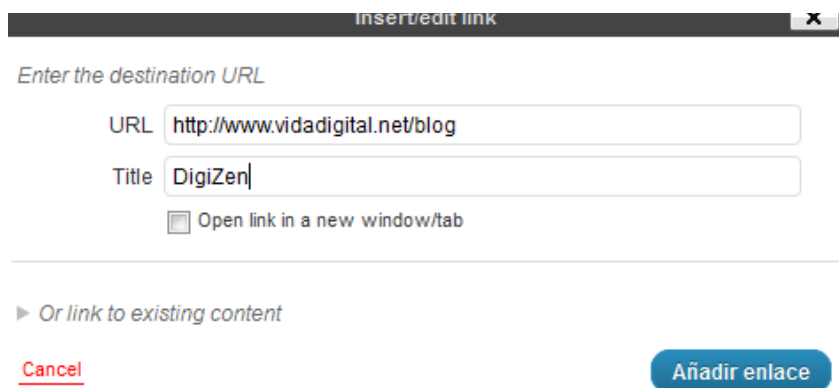 Insert/edit link X
Enter the destination URL
URL http://www.vidadigital.net/blog
Title DigiZen
Open link in a new window/tab
Or link to existing content
Cancel Añadir enlace